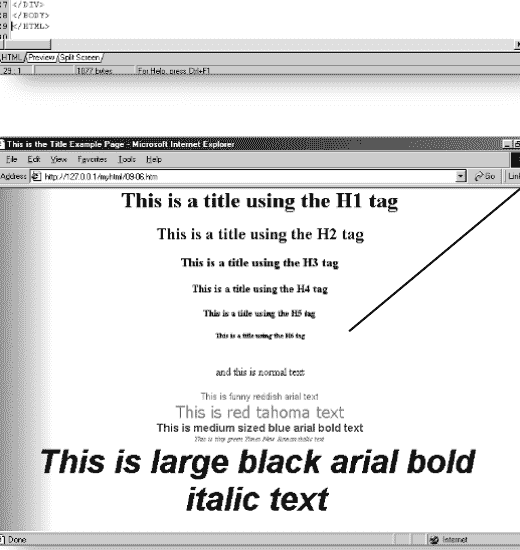 7 </DIV>
8 </BODY>
9 </HTML>
10
HTML Preview Split Screen
29 : 1 1077 bytes For Help, press Ctrl+F1
This is the Title Example Page - Microsoft Internet Explorer
File Edit View Favorites Tools Help
Address http://127.0.0.1/myhtml/09-06.htm Go Link
This is a title using the H1 tag
This is a title using the H2 tag
This is a title using the H3 tag
This is a title using the H4 tag
This is a title using the H5 tag
This is a title using the H6 tag
and this is normal text
This is funny reddish arial text
This is red tahoma text
This is medium sized blue arial bold text
This is tiny green Times New Roman italic text
This is large black arial bold
italic text
Done Internet